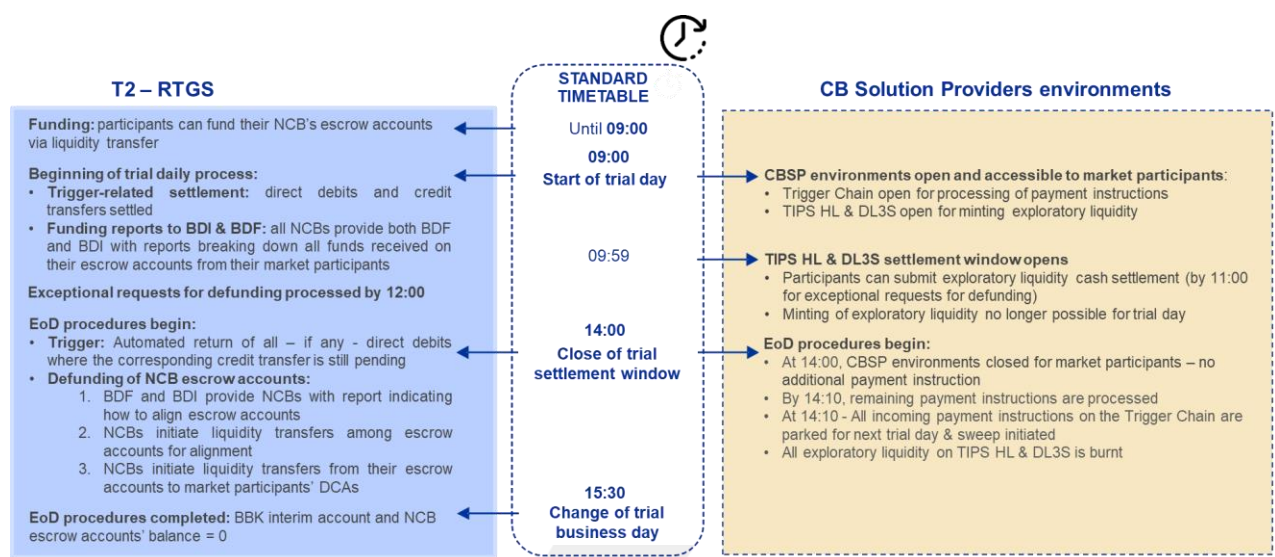 T2 – RTGS
Funding: participants can fund their NCB's escrow accounts
via liquidity transfer
Beginning of trial daily process:
• Trigger-related settlement: direct debits and credit
transfers settled
• Funding reports to BDI & BDF: all NCBs provide both BDF
and BDI with reports breaking down all funds received on
their escrow accounts from their market participants
Exceptional requests for defunding processed by 12:00
EoD procedures begin:
• Trigger: Automated return of all – if any - direct debits
where the corresponding credit transfer is still pending
• Defunding of NCB escrow accounts:
1. BDF and BDI provide NCBs with report indicating
how to align escrow accounts
2. NCBs initiate liquidity transfers among escrow
accounts for alignment
3. NCBs initiate liquidity transfers from their escrow
accounts to market participants' DCAs
EoD procedures completed: BBK interim account and NCB
escrow accounts' balance = 0
STANDARD
TIMETABLE
Until 09:00
09:00
Start of trial day
09:59
14:00
Close of trial
settlement window
15:30
Change of trial
business day
CB Solution Providers environments
CBSP environments open and accessible to market participants:
• Trigger Chain open for processing of payment instructions
• TIPS HL & DL3S open for minting exploratory liquidity
TIPS HL & DL3S settlement window opens
• Participants can submit exploratory liquidity cash settlement (by 11:00
for exceptional requests for defunding)
• Minting of exploratory liquidity no longer possible for trial day
EoD procedures begin:
• At 14:00, CBSP environments closed for market participants – no
additional payment instruction
• By 14:10, remaining payment instructions are processed
• At 14:10 - All incoming payment instructions on the Trigger Chain are
parked for next trial day & sweep initiated
• All exploratory liquidity on TIPS HL & DL3S is burnt